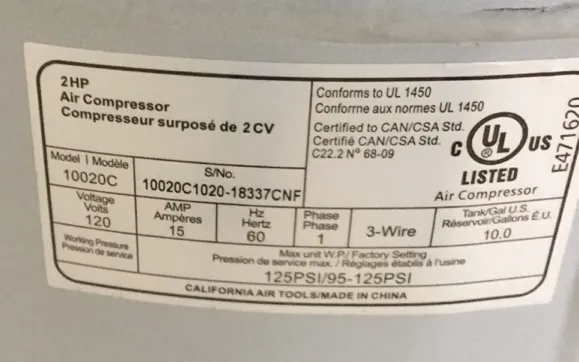 2HP
Air Compressor
Compresseur surposé de 2 CV
Conforms to UL 1450
Conforme aux normes UL 1450
Certified to CAN/CSA Std.
Certifié CAN/CSA Std.
C22.2 N° 68-09
C UL US
®
LISTED
Air Compressor
E471620
Model | Modèle
10020C
S/No.
10020C1020-18337CNF
Voltage
Volts
120
AMP
Ampères
15
Hz
Hertz
60
Phase
Phase
1
3-Wire
Tank/Gal U.S.
Réservoir/Gallons É.U.
10.0
Working Pressure
Pression de service
Max unit W.P./ Factory Setting
Pression de service max. / Réglages établis à l'usine
125PSI/95-125PSI
CALIFORNIA AIR TOOLS/MADE IN CHINA